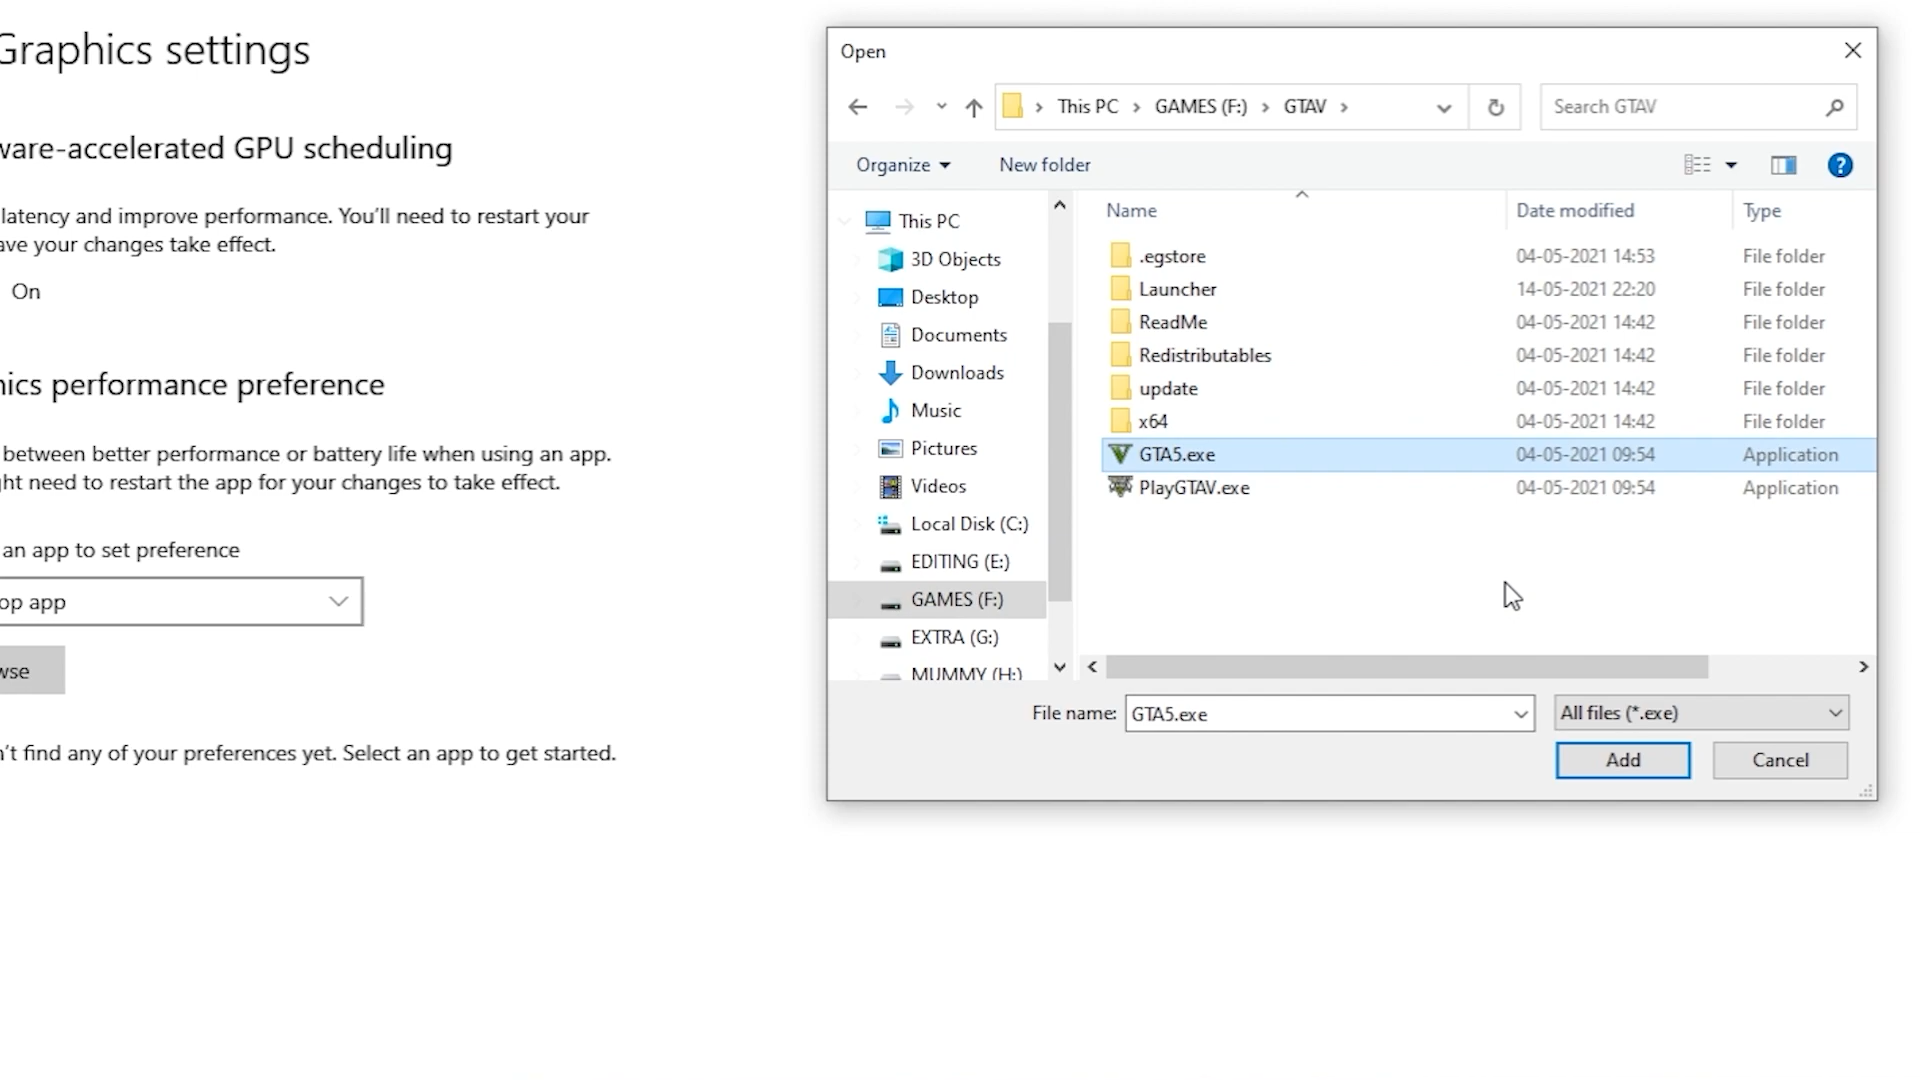 Graphics settings
ware-accelerated GPU scheduling
latency and improve performance. You'll need to restart your
ave your changes take effect.
On
nics performance preference
between better performance or battery life when using an app.
ght need to restart the app for your changes to take effect.
an app to set preference
op app
wse
n't find any of your preferences yet. Select an app to get started.
Open
This PC > GAMES (F:) > GTAV >
Search GTAV
Organize
New folder
?
This PC
3D Objects
Desktop
Documents
Downloads
Music
Pictures
Videos
Local Disk (C:)
EDITING (E:)
GAMES (F:)
EXTRA (G:)
MUMMY (H:)
Name Date modified Type
.egstore 04-05-2021 14:53 File folder
Launcher 14-05-2021 22:20 File folder
ReadMe 04-05-2021 14:42 File folder
Redistributables 04-05-2021 14:42 File folder
update 04-05-2021 14:42 File folder
x64 04-05-2021 14:42 File folder
GTA5.exe 04-05-2021 09:54 Application
PlayGTAV.exe 04-05-2021 09:54 Application
File name: GTA5.exe
All files (*.exe)
Add
Cancel